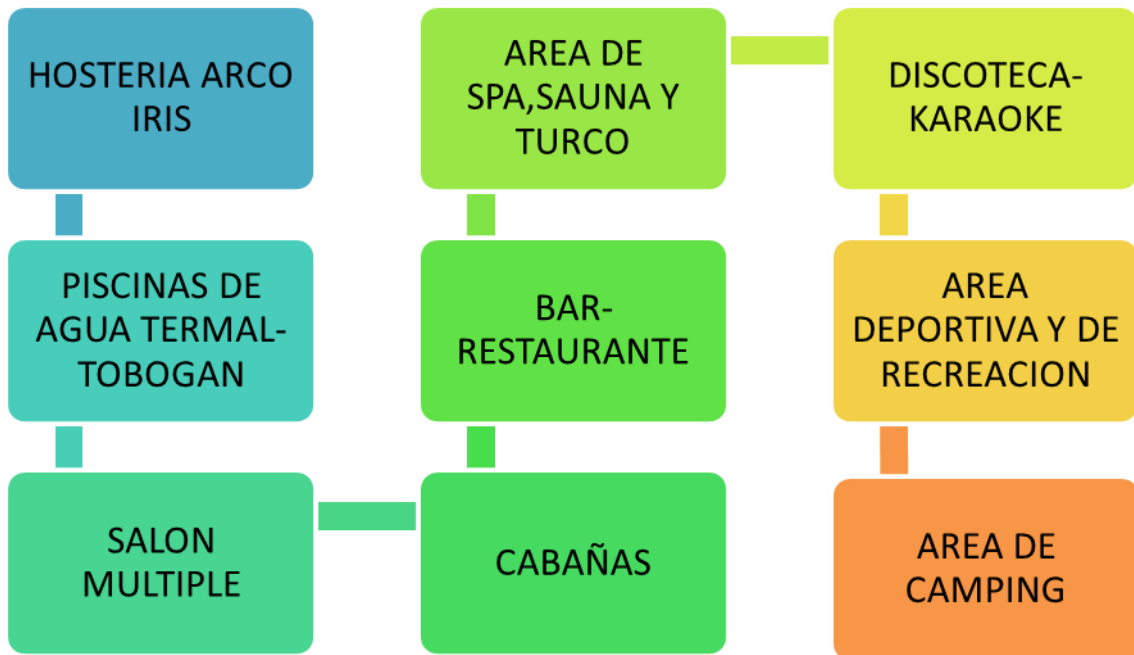 HOSTERIA ARCO
IRIS
PISCINAS DE
AGUA TERMAL-
TOBOGAN
SALON
MULTIPLE
CABAÑAS
BAR-
RESTAURANTE
AREA DE
SPA,SAUNA Y
TURCO
DISCOTECA-
KARAOKE
AREA
DEPORTIVA Y DE
RECREACION
AREA DE
CAMPING